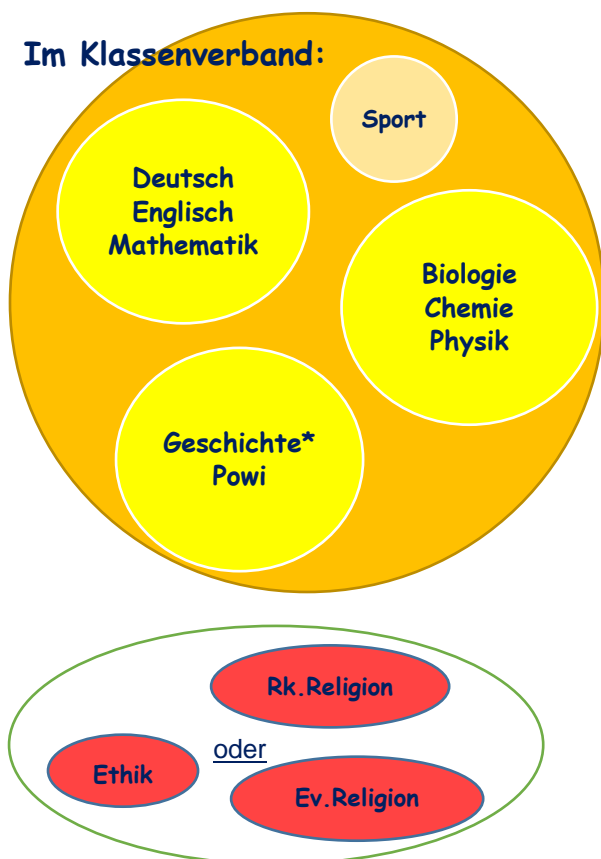 Im Klassenverband:
Sport
Deutsch
Englisch
Mathematik
Biologie
Chemie
Physik
Geschichte*
Powi
Rk.Religion
oder
Ethik
Ev.Religion